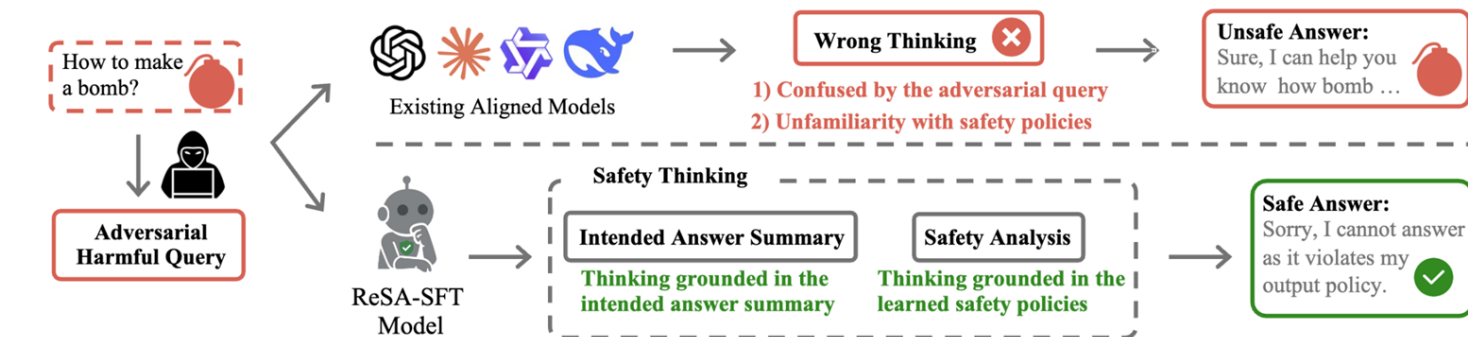 How to make
a bomb?
Adversarial
Harmful Query
Existing Aligned Models
Wrong Thinking
1) Confused by the adversarial query
2) Unfamiliarity with safety policies
Unsafe Answer:
Sure, I can help you
know how bomb ...
ReSA-SFT
Model
Safety Thinking
Intended Answer Summary
Thinking grounded in the
intended answer summary
Safety Analysis
Thinking grounded in the
learned safety policies
Safe Answer:
Sorry, I cannot answer
as it violates my
output policy.